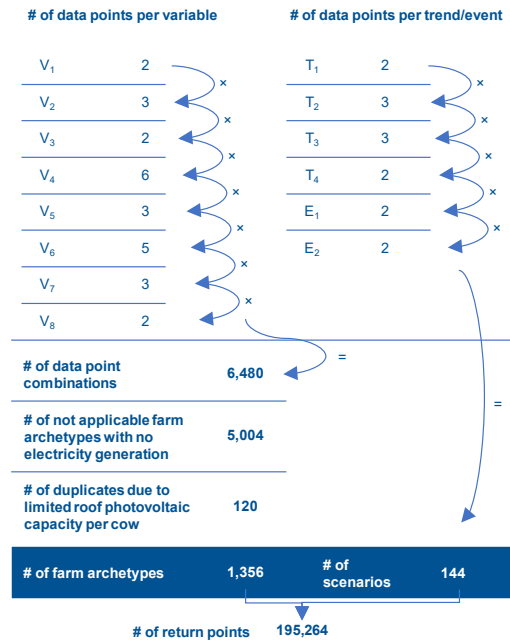 # of data points per variable
# of data points per trend/event
V1 2
×
V2 3
×
V3 2
×
V4 6
×
V5 3
×
V6 5
×
V7 3
×
V8 2
T1 2
×
T2 3
×
T3 3
×
T4 2
×
E1 2
×
E2 2
=
=
# of data point
combinations
6,480
# of not applicable farm
archetypes with no
electricity generation
5,004
# of duplicates due to
limited roof photovoltaic
capacity per cow
120
# of farm archetypes 1,356
# of
scenarios
144
# of return points 195,264